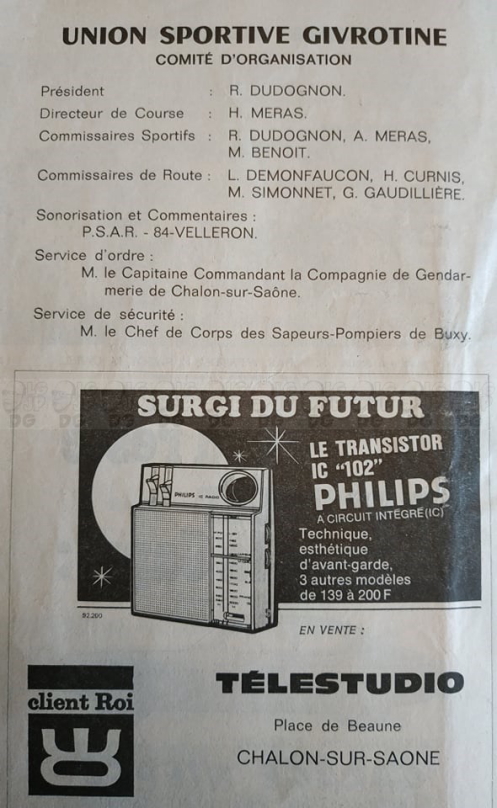 UNION SPORTIVE GIVROTINE
COMITÉ D'ORGANISATION
Président : R. DUDOGNON.
Directeur de Course : H. MERAS.
Commissaires Sportifs : R. DUDOGNON, A. MERAS,
M. BENOIT.
Commissaires de Route : L. DEMONFAUCON, H. CURNIS,
M. SIMONNET, G. GAUDILLIÈRE.
Sonorisation et Commentaires :
P.S.A.R. - 84-VELLERON.
Service d'ordre :
M. le Capitaine Commandant la Compagnie de Gendar-
merie de Chalon-sur-Saône.
Service de sécurité :
M. le Chef de Corps des Sapeurs-Pompiers de Buxy.
SURGI DU FUTUR
LE TRANSISTOR
IC "102"
PHILIPS
A CIRCUIT INTÉGRÉ (IC)
Technique,
esthétique
d'avant-garde,
3 autres modèles
de 139 à 200 F
PHILIPS IC RADIO
92.200
EN VENTE :
client Roi
TÉLESTUDIO
Place de Beaune
CHALON-SUR-SAONE